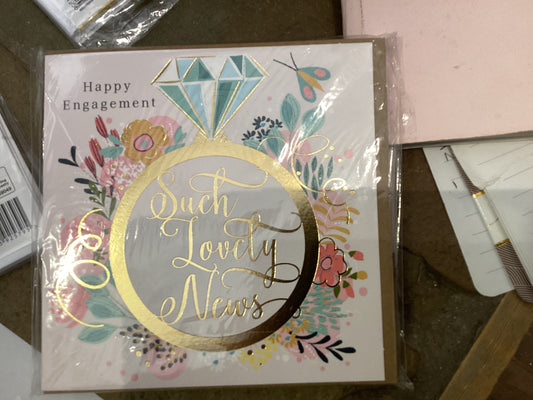 Happy
Engagement
Such
Lovely
News